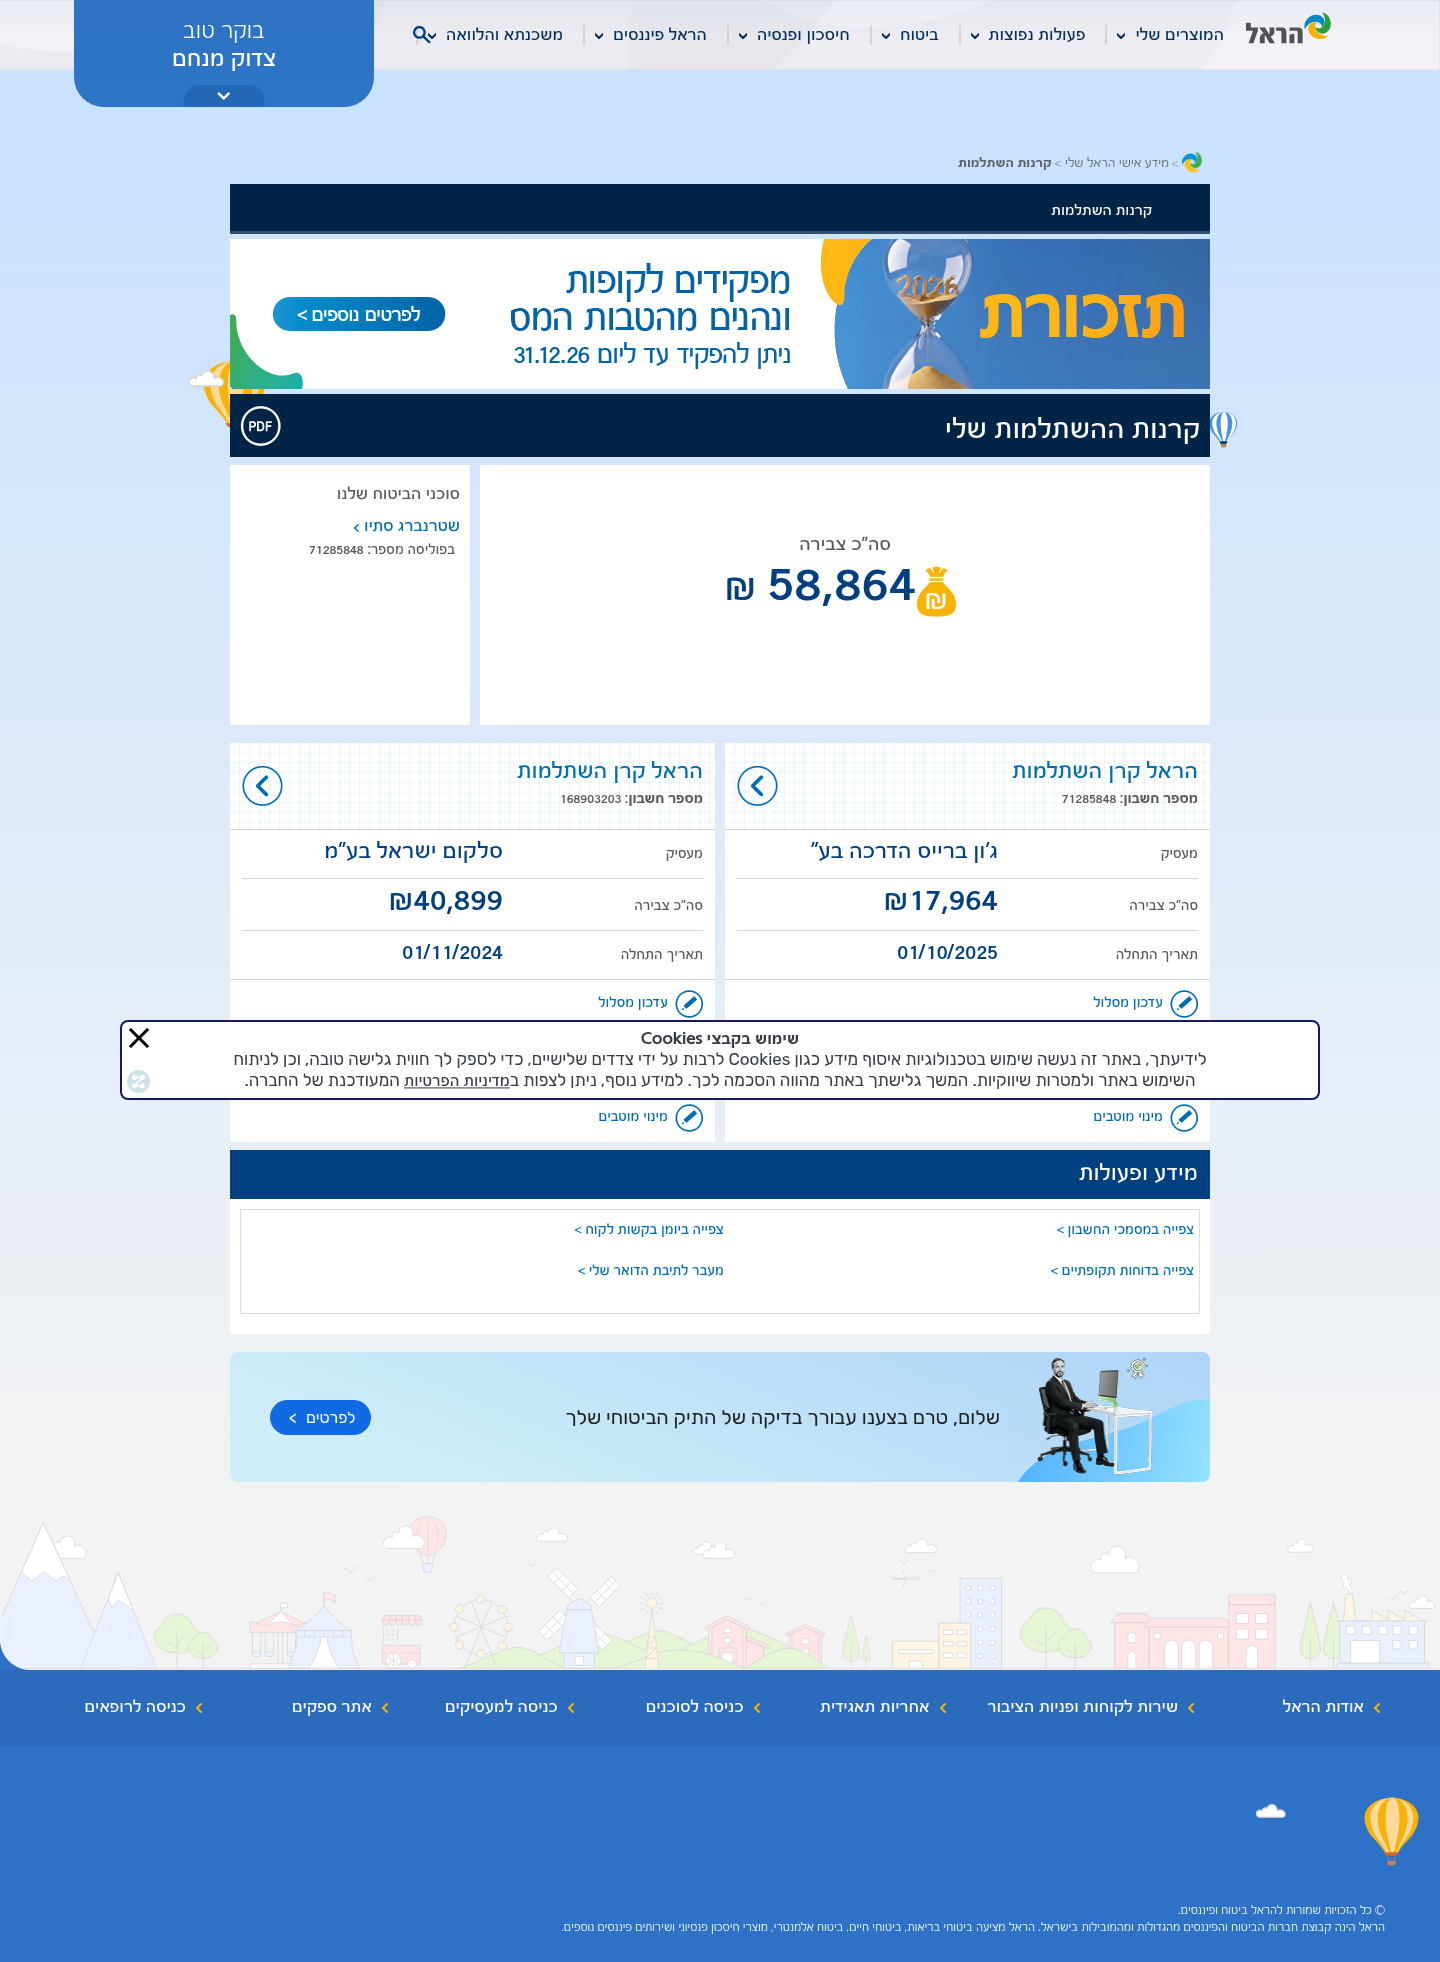 הראל
המוצרים שלי
פעולות נפוצות
ביטוח
חיסכון ופנסיה
הראל פיננסים
משכנתא והלוואה
בוקר טוב
צדוק מנחם
> מידע אישי הראל שלי > קרנות השתלמות
קרנות השתלמות
תזכורת
2026
מפקידים לקופות
ונהנים מהטבות המס
ניתן להפקיד עד ליום 31.12.26
לפרטים נוספים >
קרנות ההשתלמות שלי
PDF
סה"כ צבירה
58,864 ₪
סוכני הביטוח שלנו
שטרנברג סתיו >
בפוליסה מספר: 71285848
הראל קרן השתלמות
מספר חשבון: 71285848
מעסיק ג'ון ברייס הדרכה בע"
סה"כ צבירה ₪17,964
תאריך התחלה 01/10/2025
עדכון מסלול
הראל קרן השתלמות
מספר חשבון: 168903203
מעסיק סלקום ישראל בע"מ
סה"כ צבירה ₪40,899
תאריך התחלה 01/11/2024
עדכון מסלול
שימוש בקבצי Cookies
לידיעתך, באתר זה נעשה שימוש בטכנולוגיות איסוף מידע כגון Cookies לרבות על ידי צדדים שלישיים, כדי לספק לך חווית גלישה טובה, וכן לניתוח
השימוש באתר ולמטרות שיווקיות. המשך גלישתך באתר מהווה הסכמה לכך. למידע נוסף, ניתן לצפות במדיניות הפרטיות המעודכנת של החברה.
מינוי מוטבים
מינוי מוטבים
מידע ופעולות
צפייה במסמכי החשבון >
צפייה ביומן בקשות לקוח >
צפייה בדוחות תקופתיים >
מעבר לתיבת הדואר שלי >
שלום, טרם בצענו עבורך בדיקה של התיק הביטוחי שלך
לפרטים >
אודות הראל
שירות לקוחות ופניות הציבור
אחריות תאגידית
כניסה לסוכנים
כניסה למעסיקים
אתר ספקים
כניסה לרופאים
© כל הזכויות שמורות להראל ביטוח ופיננסים.
הראל הינה קבוצת חברות הביטוח והפיננסים מהגדולות ומהמובילות בישראל. הראל מציעה ביטוחי בריאות, ביטוחי חיים, ביטוח אלמנטרי, מוצרי חיסכון פנסיוני ושירותים פיננסים נוספים.